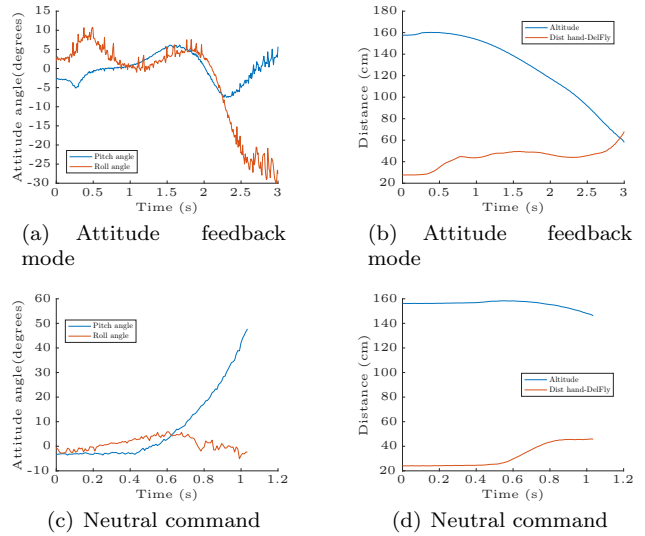 15
10
5
0
-5
-10
-15
-20
-25
-30
Attitude angle(degrees)
Pitch angle
Roll angle
0 0.5 1 1.5 2 2.5 3
Time (s)
(a) Attitude feedback
mode
180
160
140
120
100
80
60
40
20
Distance (cm)
Altitude
Dist hand-DelFly
0 0.5 1 1.5 2 2.5 3
Time (s)
(b) Attitude feedback
mode
60
50
40
30
20
10
0
-10
Attitude angle(degrees)
Pitch angle
Roll angle
0 0.2 0.4 0.6 0.8 1 1.2
Time (s)
(c) Neutral command
160
140
120
100
80
60
40
20
Distance (cm)
Altitude
Dist hand-DelFly
0 0.2 0.4 0.6 0.8 1 1.2
Time (s)
(d) Neutral command